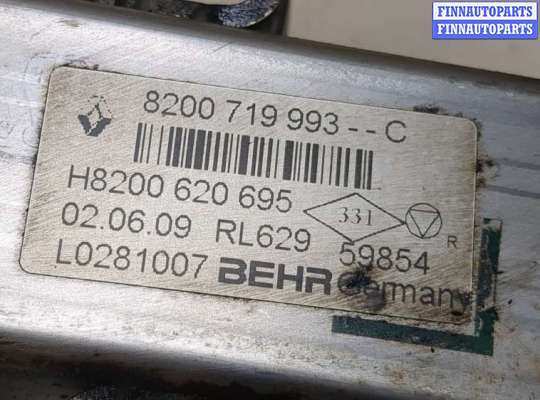 FINNAUTOPARTS
FINNAUTOPARTS
8200 719 993 -- C
H8200 620 695
331
R
02.06.09 RL629 59854
L0281007 BEHR Germany